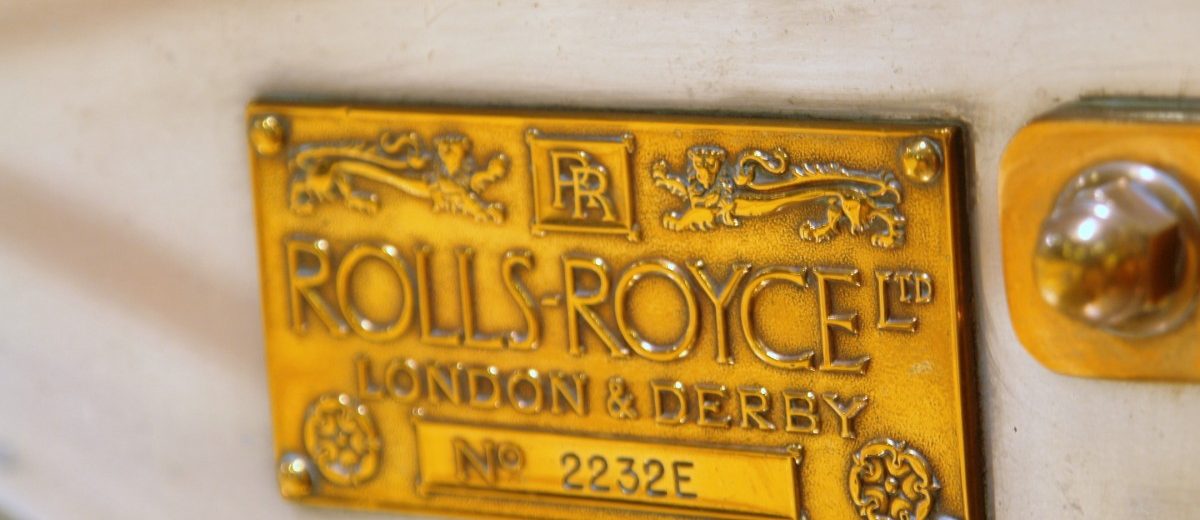 RR
ROLLS-ROYCE LTD
LONDON & DERBY
No 2232E